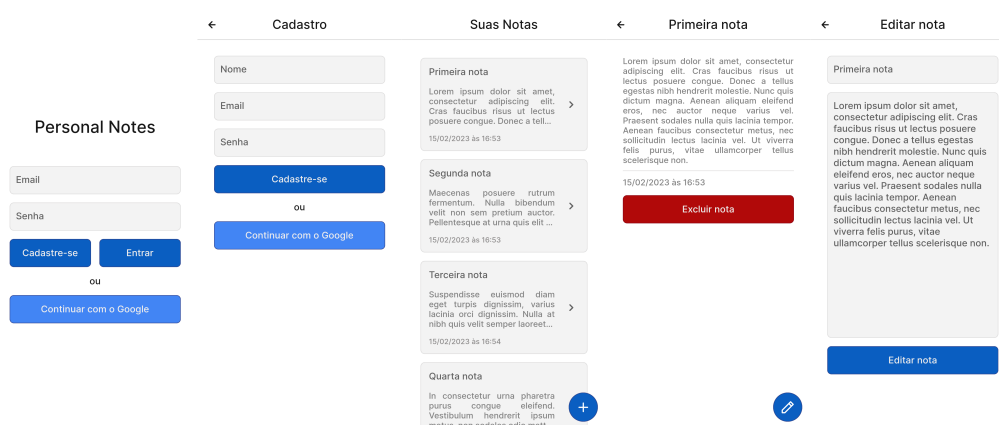 Personal Notes
Email
Senha
Cadastre-se
Entrar
ou
Continuar com o Google
Cadastro
Nome
Email
Senha
Cadastre-se
ou
Continuar com o Google
Suas Notas
Primeira nota
Lorem ipsum dolor sit amet,
consectetur adipiscing elit.
Cras faucibus risus ut lectus
posuere congue. Donec a tell...
15/02/2023 às 16:53
Segunda nota
Maecenas posuere rutrum
fermentum. Nulla bibendum
velit non sem pretium auctor.
Pellentesque at urna quis elit ...
15/02/2023 às 16:53
Terceira nota
Suspendisse euismod diam
eget turpis dignissim, varius
lacinia orci dignissim. Nulla at
nibh quis velit semper laoreet...
15/02/2023 às 16:54
Quarta nota
In consectetur urna pharetra
purus congue eleifend.
Vestibulum hendrerit ipsum
Primeira nota
Lorem ipsum dolor sit amet, consectetur
adipiscing elit. Cras faucibus risus ut
lectus posuere congue. Donec a tellus
egestas nibh hendrerit molestie. Nunc quis
dictum magna. Aenean aliquam eleifend
eros, nec auctor neque varius vel.
Praesent sodales nulla quis lacinia tempor.
Aenean faucibus consectetur metus, nec
sollicitudin lectus lacinia vel. Ut viverra
felis purus, vitae ullamcorper tellus
scelerisque non.
15/02/2023 às 16:53
Excluir nota
Editar nota
Primeira nota
Lorem ipsum dolor sit amet,
consectetur adipiscing elit. Cras
faucibus risus ut lectus posuere
congue. Donec a tellus egestas
nibh hendrerit molestie. Nunc quis
dictum magna. Aenean aliquam
eleifend eros, nec auctor neque
varius vel. Praesent sodales nulla
quis lacinia tempor. Aenean
faucibus consectetur metus, nec
sollicitudin lectus lacinia vel. Ut
viverra felis purus, vitae
ullamcorper tellus scelerisque non.
Editar nota